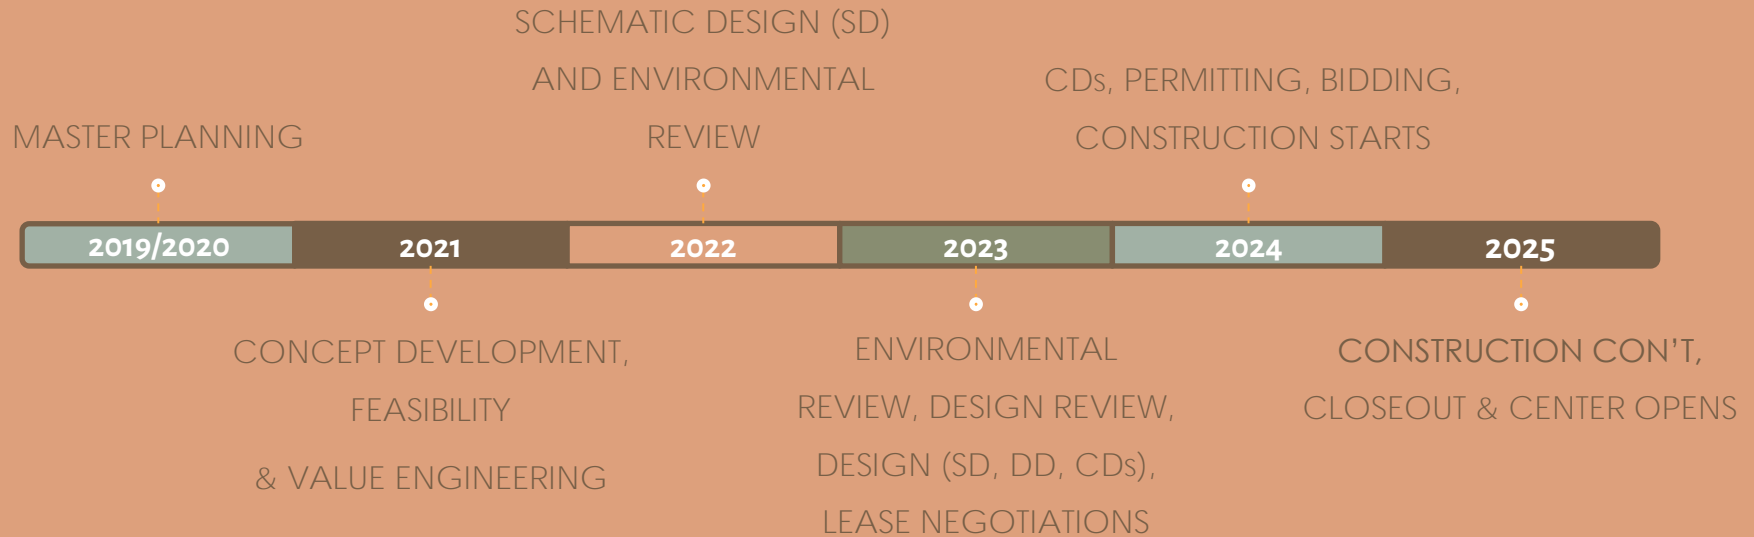 MASTER PLANNING
SCHEMATIC DESIGN (SD)
AND ENVIRONMENTAL
REVIEW
CDs, PERMITTING, BIDDING,
CONSTRUCTION STARTS
2019/2020
2021
2022
2023
2024
2025
CONCEPT DEVELOPMENT,
FEASIBILITY
& VALUE ENGINEERING
ENVIRONMENTAL
REVIEW, DESIGN REVIEW,
DESIGN (SD, DD, CDs),
LEASE NEGOTIATIONS
CONSTRUCTION CON’T,
CLOSEOUT & CENTER OPENS